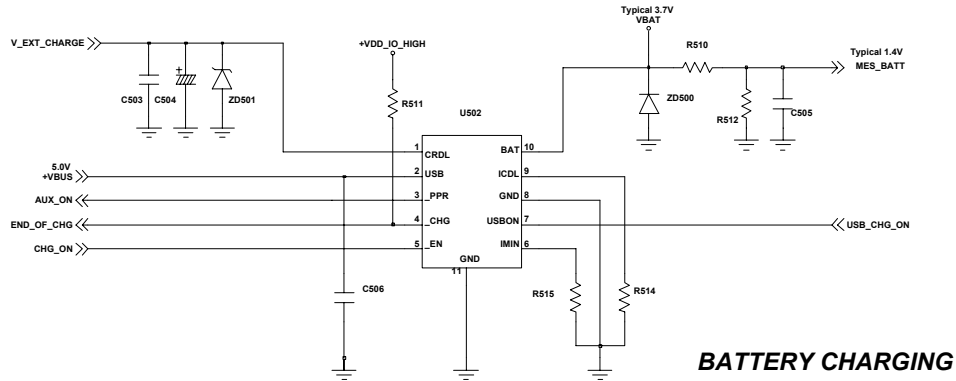 Typical 3.7V
VBAT
V_EXT_CHARGE
+VDD_IO_HIGH
R510
Typical 1.4V
MES_BATT
C503
C504
ZD501
R511
U502
ZD500
R512
C505
1
CRDL
BAT
10
5.0V
+VBUS
2
USB
ICDL
9
AUX_ON
3
_PPR
GND
8
END_OF_CHG
4
_CHG
USBON
7
USB_CHG_ON
CHG_ON
5
_EN
IMIN
6
GND
11
C506
R515
R514
BATTERY CHARGING